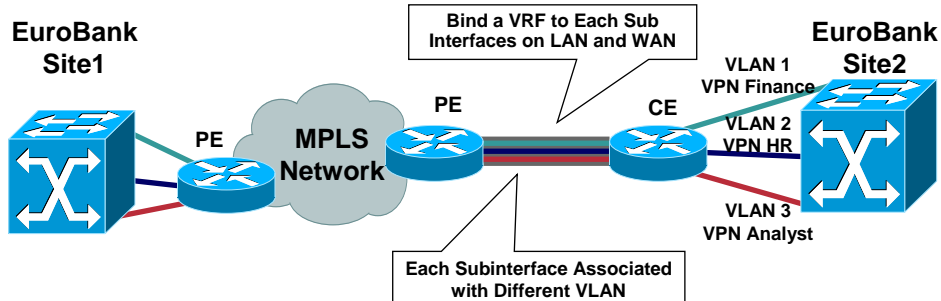 EuroBank
Site1
Bind a VRF to Each Sub
Interfaces on LAN and WAN
EuroBank
Site2
VLAN 1
VPN Finance
PE
PE
CE
MPLS
Network
VLAN 2
VPN HR
VLAN 3
VPN Analyst
Each Subinterface Associated
with Different VLAN